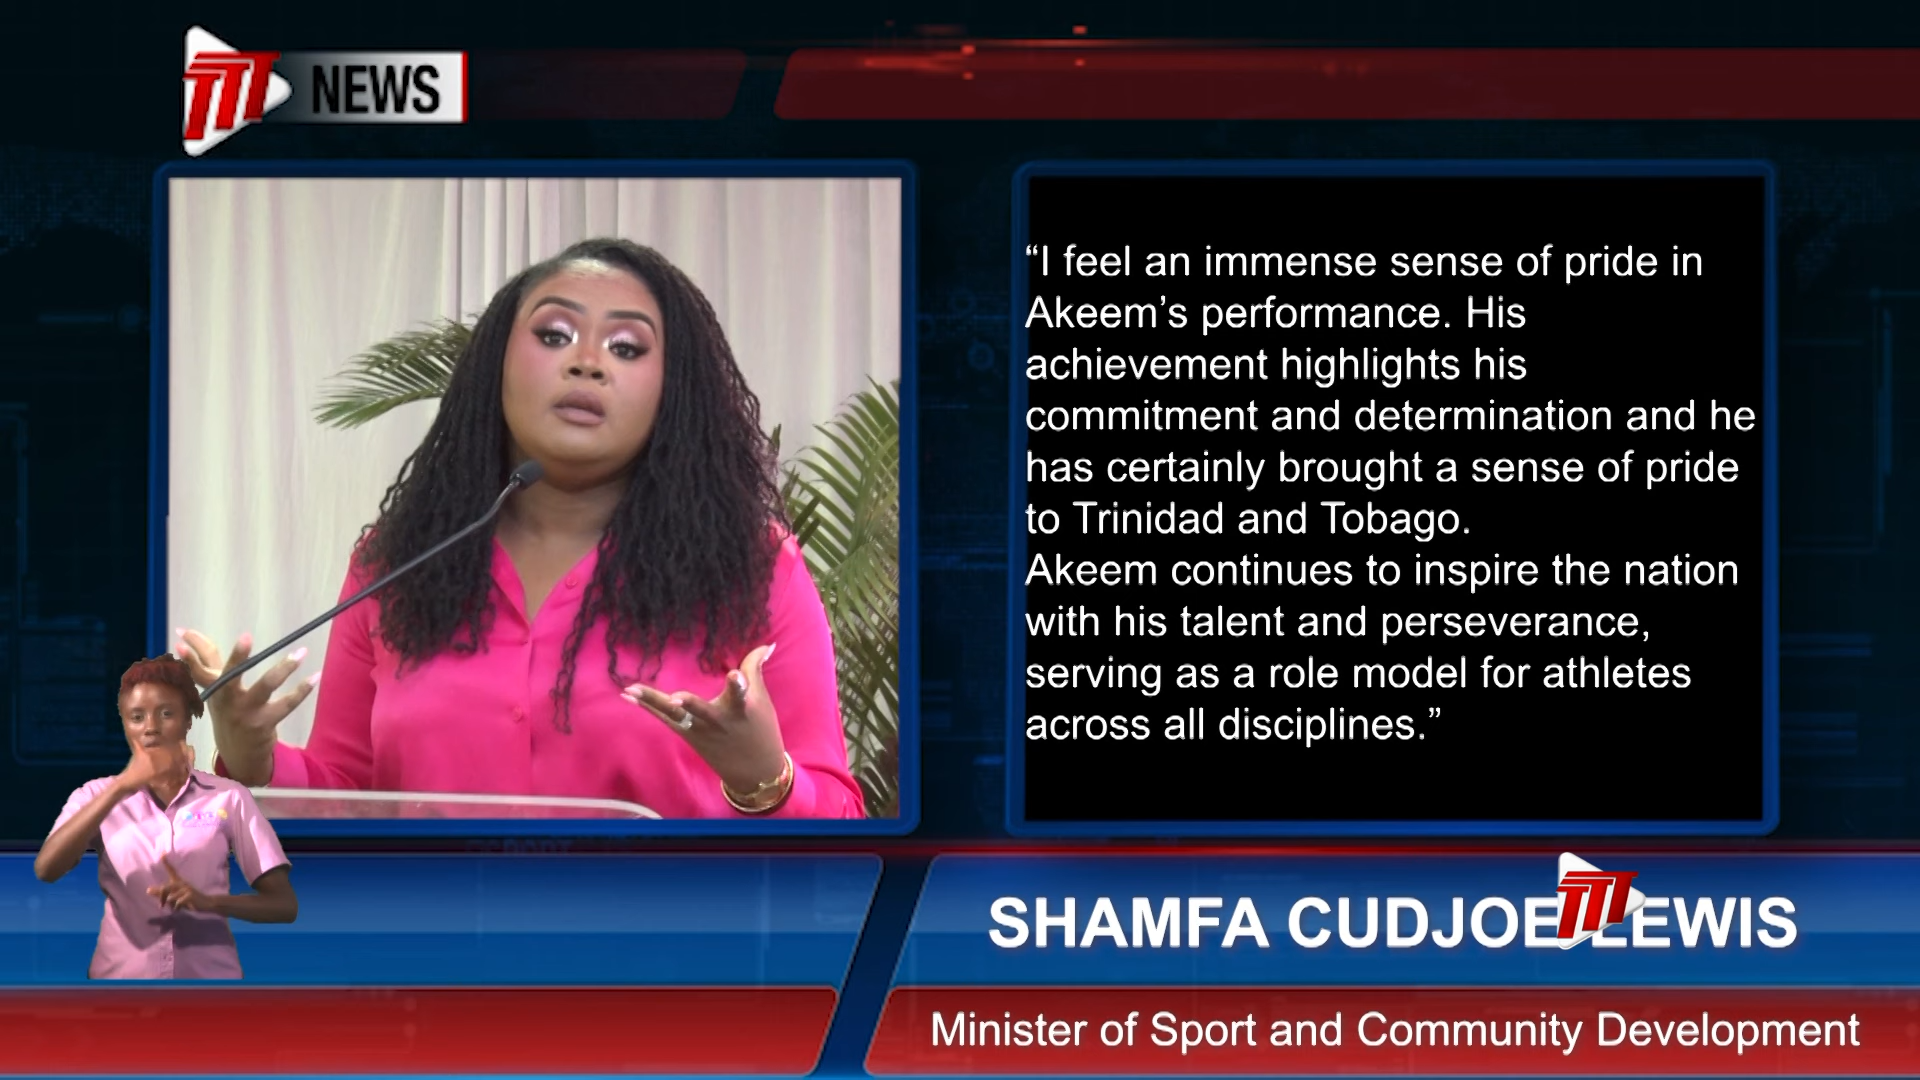 TTT NEWS
“I feel an immense sense of pride in
Akeem’s performance. His
achievement highlights his
commitment and determination and he
has certainly brought a sense of pride
to Trinidad and Tobago.
Akeem continues to inspire the nation
with his talent and perseverance,
serving as a role model for athletes
across all disciplines.”
SHAMFA CUDJOE LEWIS
TTT
Minister of Sport and Community Development